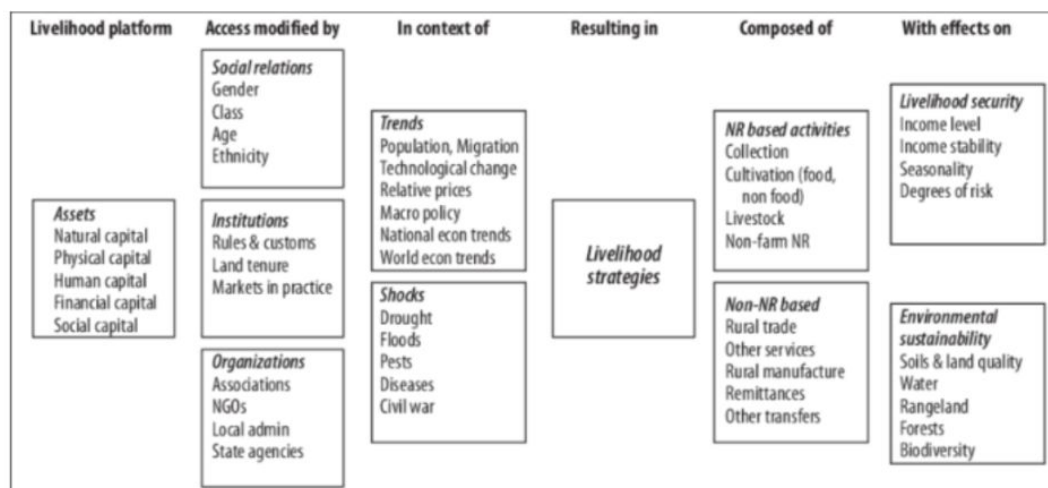 Livelihood platform
Access modified by
In context of
Resulting in
Composed of
With effects on
Assets
Natural capital
Physical capital
Human capital
Financial capital
Social capital
Social relations
Gender
Class
Age
Ethnicity
Institutions
Rules & customs
Land tenure
Markets in practice
Organizations
Associations
NGOs
Local admin
State agencies
Trends
Population, Migration
Technological change
Relative prices
Macro policy
National econ trends
World econ trends
Shocks
Drought
Floods
Pests
Diseases
Civil war
Livelihood
strategies
NR based activities
Collection
Cultivation (food,
non food)
Livestock
Non-farm NR
Non-NR based
Rural trade
Other services
Rural manufacture
Remittances
Other transfers
Livelihood security
Income level
Income stability
Seasonality
Degrees of risk
Environmental
sustainability
Soils & land quality
Water
Rangeland
Forests
Biodiversity